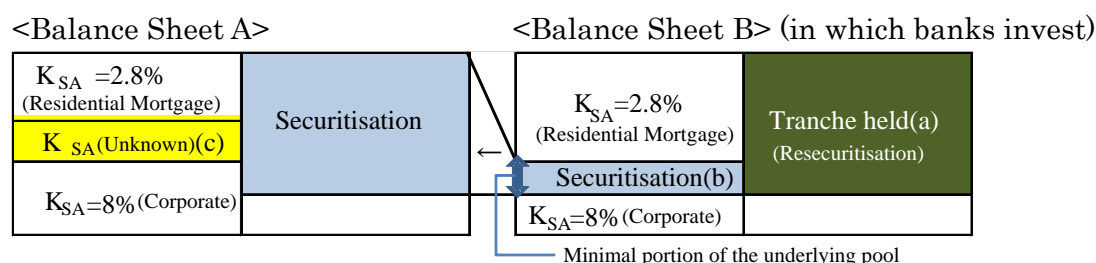 <Balance Sheet A>
<Balance Sheet B> (in which banks invest)
K SA =2.8%
(Residential Mortgage)
K SA(Unknown)(c)
KSA=8% (Corporate)
Securitisation
←
KSA=2.8%
(Residential Mortgage)
Securitisation(b)
KSA=8% (Corporate)
Tranche held(a)
(Resecuritisation)
Minimal portion of the underlying pool